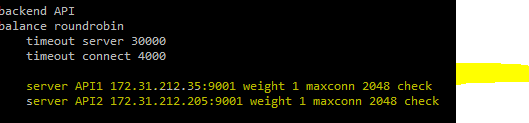 backend API
balance roundrobin
timeout server 30000
timeout connect 4000
server API1 172.31.212.35:9001 weight 1 maxconn 2048 check
server API2 172.31.212.205:9001 weight 1 maxconn 2048 check